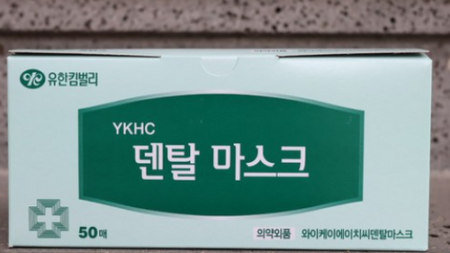 유한킴벌리
YKHC
덴탈 마스크
50매
의약외품 와이케이에이치씨덴탈마스크